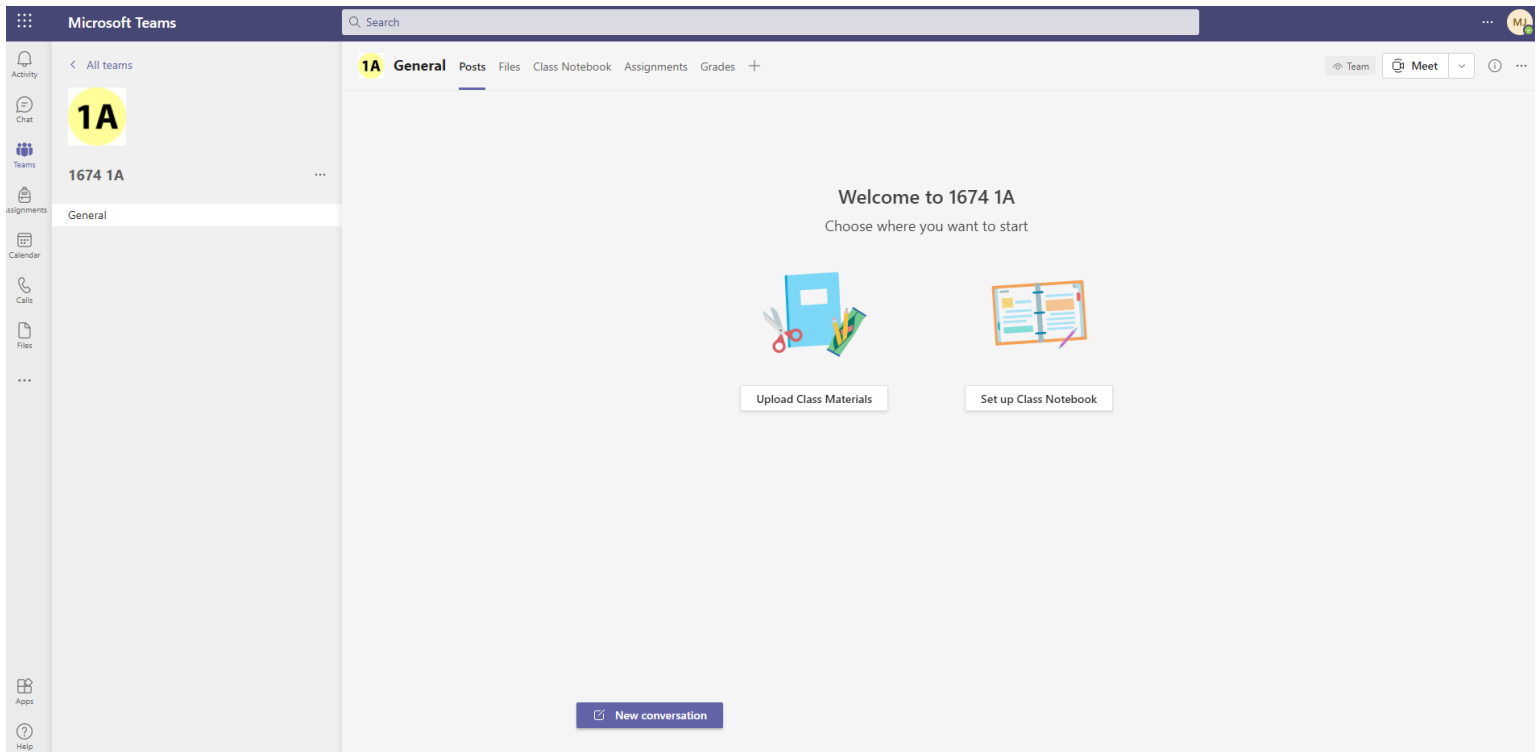 Microsoft Teams
Search
MJ
Activity
Chat
Teams
Assignments
Calendar
Calls
Files
Apps
Help
All teams
1A
1674 1A
General
1A General Posts Files Class Notebook Assignments Grades
Team
Meet
Welcome to 1674 1A
Choose where you want to start
Upload Class Materials
Set up Class Notebook
New conversation